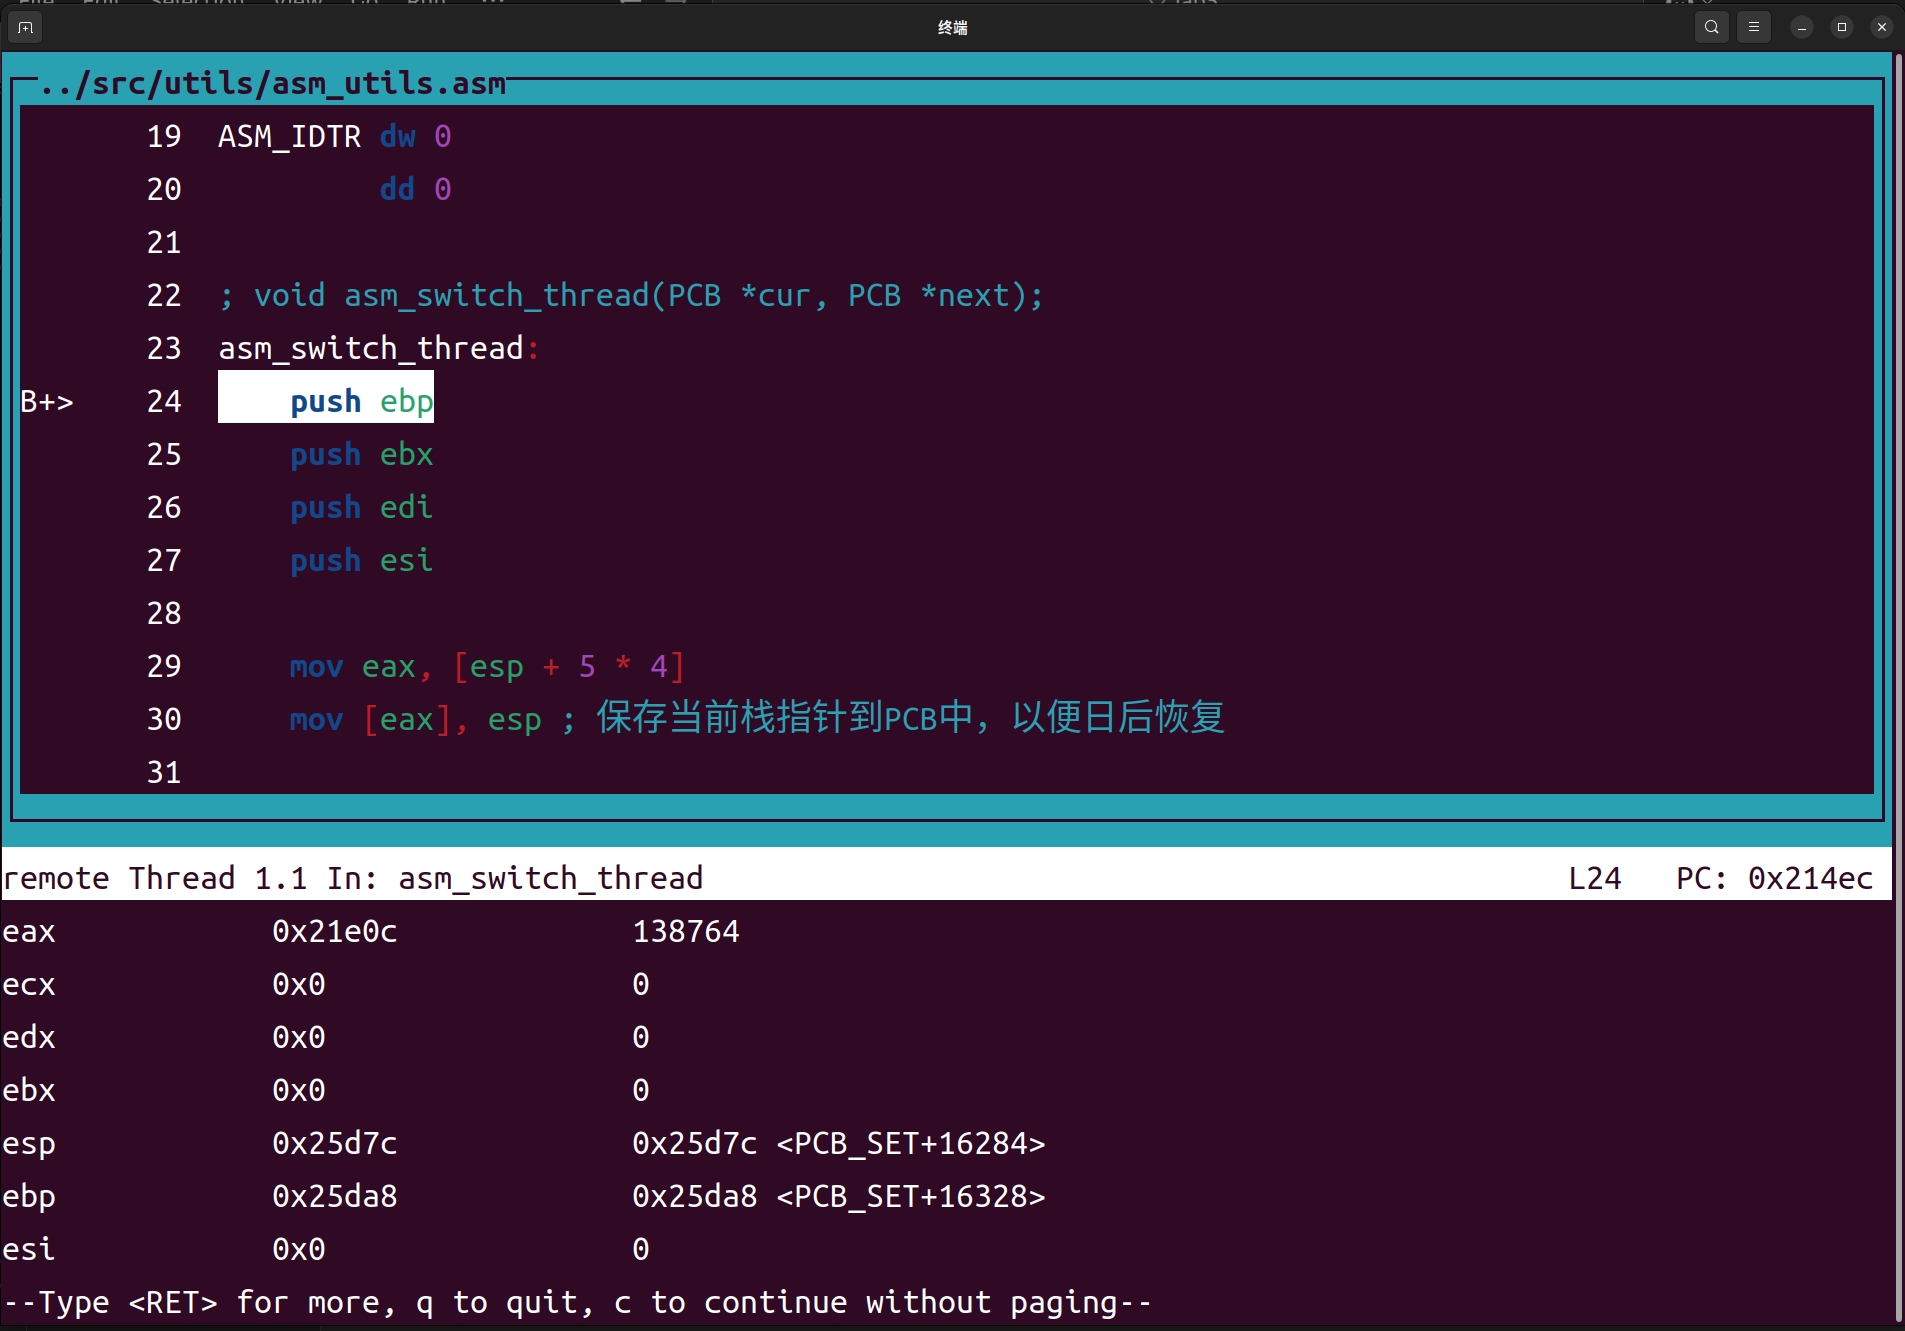 终端
../src/utils/asm_utils.asm
19 ASM_IDTR dw 0
20 dd 0
21
22 ; void asm_switch_thread(PCB *cur, PCB *next);
23 asm_switch_thread:
B+> 24 push ebp
25 push ebx
26 push edi
27 push esi
28
29 mov eax, [esp + 5 * 4]
30 mov [eax], esp ; 保存当前栈指针到PCB中，以便日后恢复
31
remote Thread 1.1 In: asm_switch_thread L24 PC: 0x214ec
eax 0x21e0c 138764
ecx 0x0 0
edx 0x0 0
ebx 0x0 0
esp 0x25d7c 0x25d7c <PCB_SET+16284>
ebp 0x25da8 0x25da8 <PCB_SET+16328>
esi 0x0 0
--Type <RET> for more, q to quit, c to continue without paging--